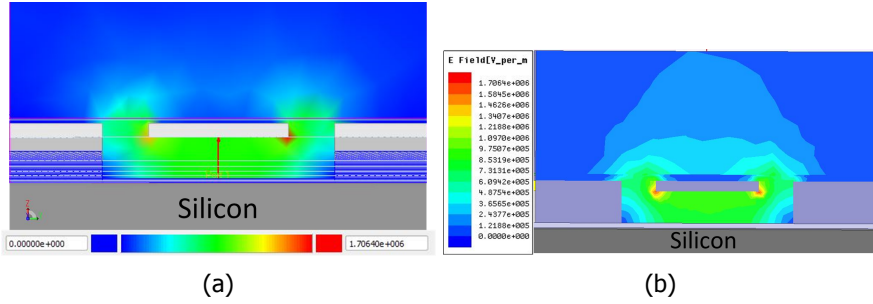 Silicon
0.00000e+000
1.70640e+006
(a)
E Field[V_per_m
1.7064e+006
1.5845e+006
1.4626e+006
1.3407e+006
1.2188e+006
1.0970e+006
9.7507e+005
8.5319e+005
7.3131e+005
6.0942e+005
4.8754e+005
3.6565e+005
2.4377e+005
1.2188e+005
0.0000e+000
Silicon
(b)